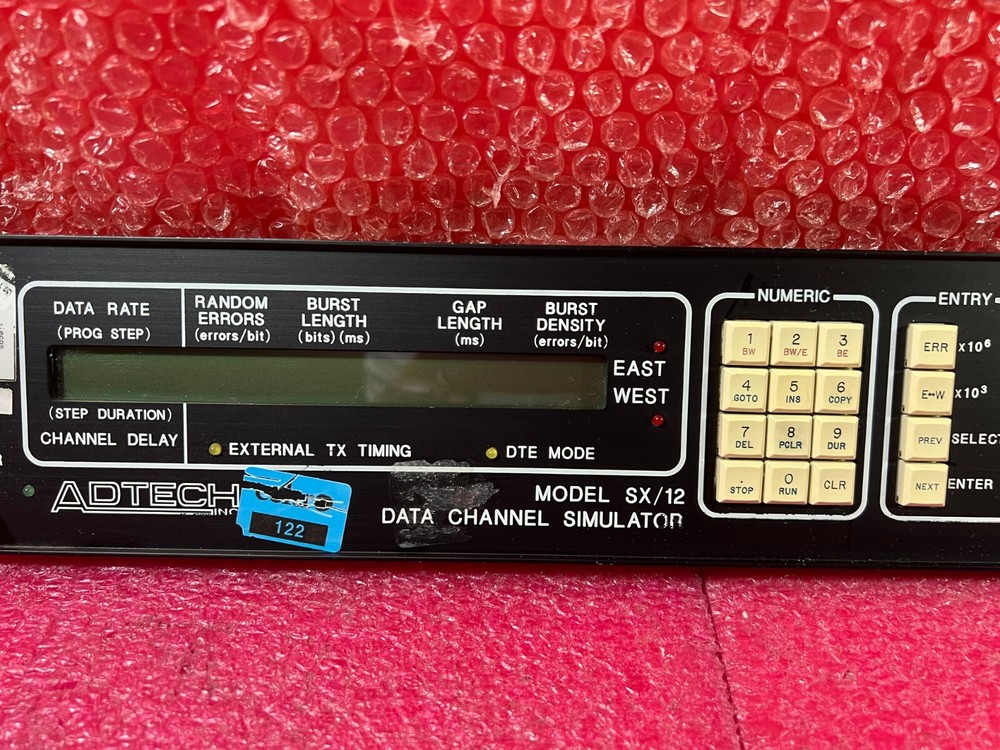 DATA RATE
(PROG STEP)
RANDOM
ERRORS
(errors/bit)
BURST
LENGTH
(bits) (ms)
GAP
LENGTH
(ms)
BURST
DENSITY
(errors/bit)
EAST
WEST
(STEP DURATION)
CHANNEL DELAY
EXTERNAL TX TIMING
DTE MODE
ADTECH
INC
122
MODEL SX/12
DATA CHANNEL SIMULATOR
NUMERIC
1
BW
2
BW/E
3
BE
4
GOTO
5
INS
6
COPY
7
DEL
8
PCLR
9
DUR
.
STOP
0
RUN
CLR
ENTRY
ERR x10⁶
E↔W x10³
PREV SELECT
NEXT ENTER